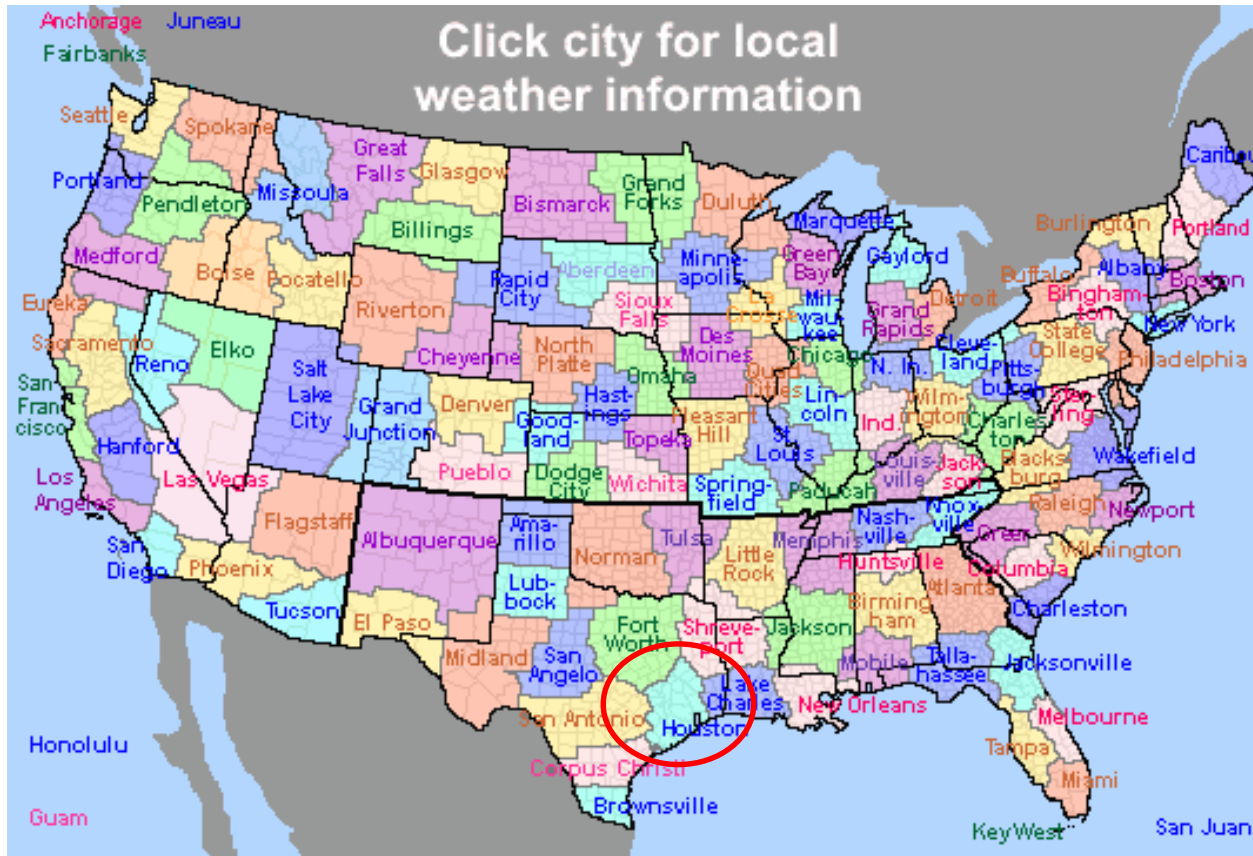 Anchorage Juneau
Fairbanks
Click city for local
weather information
Seattle
Spokane
Great
Falls
Glasgow
Caribou
Portland
Missoula
Pendleton
Bismarck
Grand
Forks
Duluth
Marquette
Burlington
Portland
Billings
Medford
Boise
Pocatello
Rapid
City
Aberdeen
Minne-
apolis
Green
Bay
Gaylord
Buffalo
Albany
Boston
Eureka
Riverton
Sioux
Falls
La
Crosse
Mil-
wau-
kee
Grand
Rapids
Detroit
Bingham-
ton
New York
Sacramento
Reno
Elko
Salt
Lake
City
Cheyenne
North
Platte
Des
Moines
Omaha
Quad
Cities
Chicago
N. In.
Cleve-
land
Pitts-
burgh
State
College
Philadelphia
San-
Fran
cisco
Hanford
Grand
Junction
Denver
Good-
land
Hast-
ings
Pleasant
Hill
Lin-
coln
Ind.
Wilm-
ington
Charles
ton
Ster-
ling
Wakefield
Los
Angeles
Las Vegas
Pueblo
Dodge
City
Topeka
Wichita
St
Louis
Spring-
field
Paducah
Louis-
ville
Jack-
son
Blacks
burg
San
Diego
Flagstaff
Phoenix
Tucson
Albuquerque
Ama-
rillo
Norman
Tulsa
Little
Rock
Memphis
Nash-
ville
Knox-
ville
Raleigh
Newport
Greer
Wilmington
Columbia
Huntsville
Atlanta
Birming
ham
Charleston
El Paso
Lub-
bock
Midland
San
Angelo
Fort
Worth
Shreve-
port
Jackson
Mobile
Talla-
hassee
Jacksonville
San Antonio
Houston
Lake
Charles
New Orleans
Melbourne
Tampa
Miami
Corpus Christi
Brownsville
Honolulu
Guam
Key West
San Juan